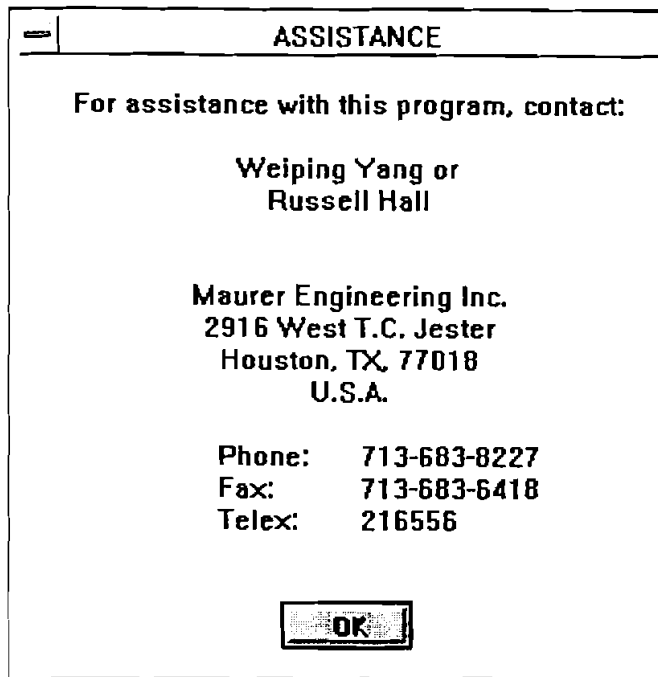 ASSISTANCE
For assistance with this program, contact:
Weiping Yang or
Russell Hall
Maurer Engineering Inc.
2916 West T.C. Jester
Houston, TX, 77018
U.S.A.
Phone: 713-683-8227
Fax: 713-683-6418
Telex: 216556
OK